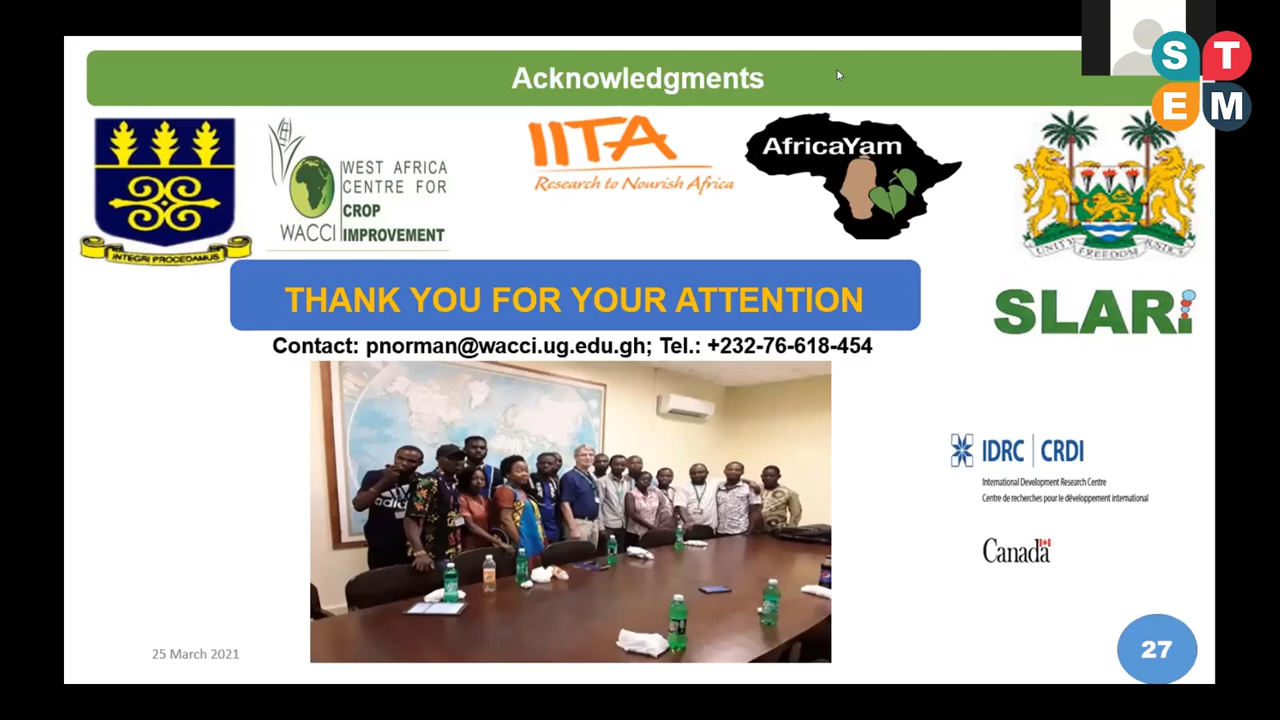 Acknowledgments
S T
E M
INTEGRI PROCEDAMUS
WACCI
WEST AFRICA
CENTRE FOR
CROP
IMPROVEMENT
IITA
Research to Nourish Africa
AfricaYam
UNITY FREEDOM JUSTICE
SLARi
THANK YOU FOR YOUR ATTENTION
Contact: pnorman@wacci.ug.edu.gh; Tel.: +232-76-618-454
adidas
IDRC | CRDI
International Development Research Centre
Centre de recherches pour le développement international
Canada
25 March 2021
27